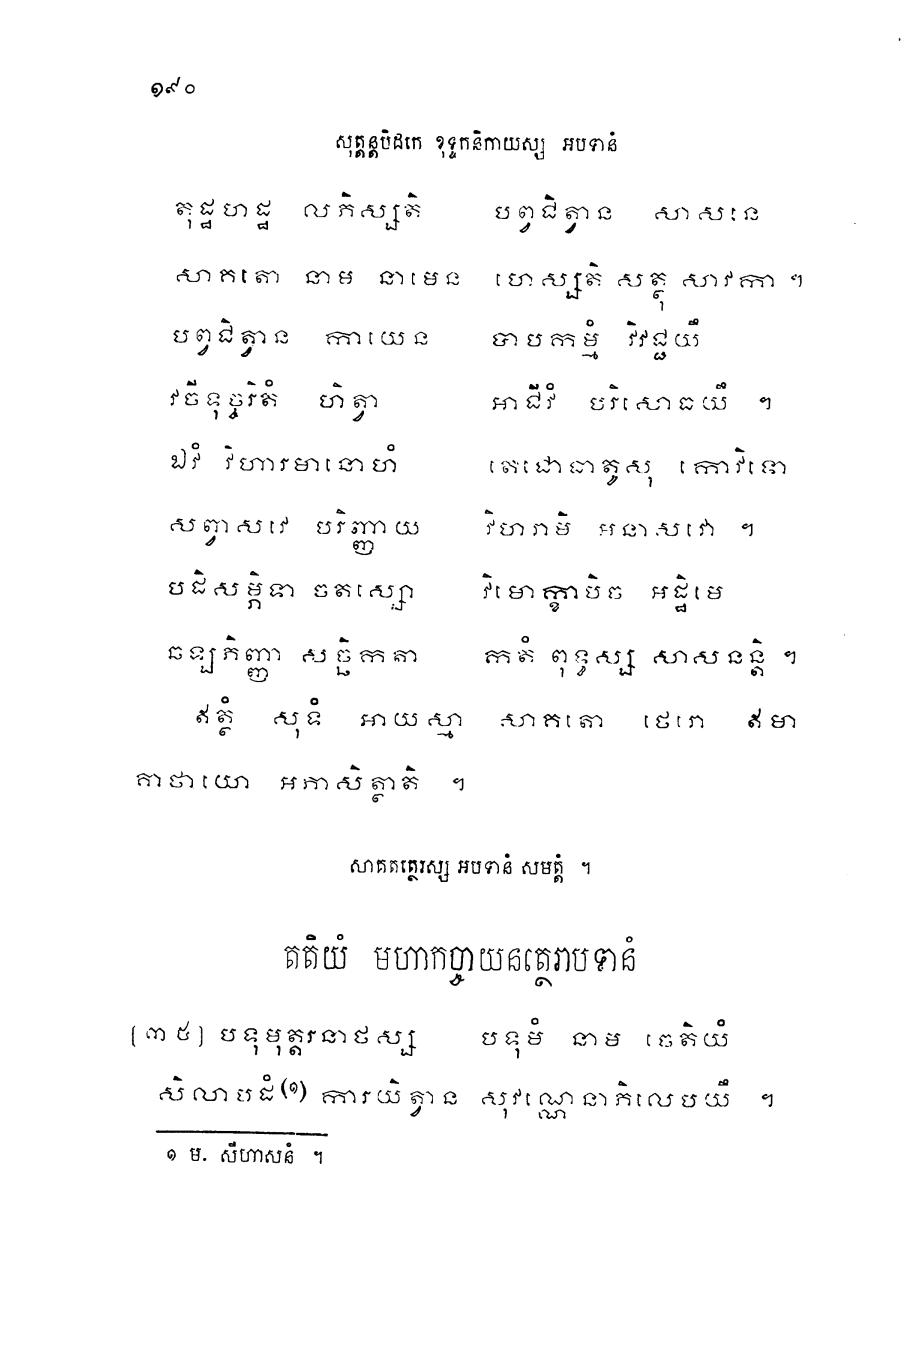 ១៩០
សុត្តន្តបិដកេ ខុទ្ទកនិកាយស្ស អបទានំ
តុដ្ឋហដ្ឋ លភិស្សតិ បព្វជិត្វាន សាសនេ
សាគតោ នាម នាមេន ហេស្សតិ សត្ថុ សាវកា ។
បព្វជិត្វាន កាយេន បាបកម្មំ វិវជ្ជយឹ
វចីទុច្ចរិតំ ហិត្វា អាជីវំ បរិសោធយឹ ។
ឯវំ វិហារមានោហំ តេជោធាតូសុ កោវិទោ
សព្វាសវេ បរិញ្ញាយ វិហរាមិ អនាសវោ ។
បដិសម្ភិទា ចតស្សោ វិមោក្ខាបិច អដ្ឋិមេ
ឆឡភិញ្ញា សច្ឆិកតា កតំ ពុទ្ធស្ស សាសនន្តិ ។
ឥត្ថំ សុទំ អាយស្មា សាគតោ ថេរោ ឥមា
គាថាយោ អភាសិត្ថាតិ ។
សាគតត្ថេរស្ស អបទានំ សមត្តំ ។
តតិយំ មហាកច្ចាយនត្ថេរាបទានំ
[៣៥] បទុមុត្តរនាថស្ស បទុមំ នាម ចេតិយំ
សិលាបដំ(១) ការយិត្វាន សុវណ្ណេនាភិលេបយឹ ។
១ ម. សីហាសនំ ។